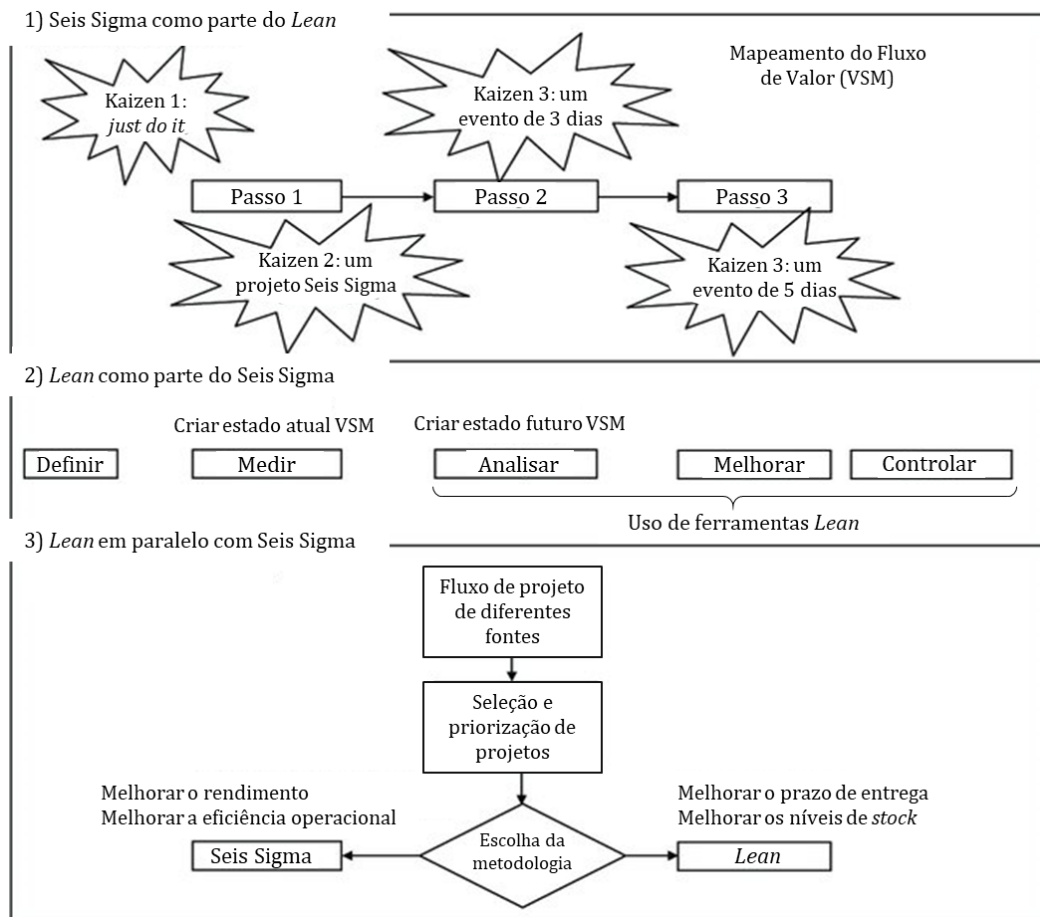 1) Seis Sigma como parte do Lean
Kaizen 1:
just do it
Kaizen 3: um
evento de 3 dias
Mapeamento do Fluxo
de Valor (VSM)
Passo 1
Passo 2
Passo 3
Kaizen 2: um
projeto Seis Sigma
Kaizen 3: um
evento de 5 dias
2) Lean como parte do Seis Sigma
Criar estado atual VSM
Criar estado futuro VSM
Definir
Medir
Analisar
Melhorar
Controlar
Uso de ferramentas Lean
3) Lean em paralelo com Seis Sigma
Fluxo de projeto
de diferentes
fontes
Seleção e
priorização de
projetos
Melhorar o rendimento
Melhorar a eficiência operacional
Melhorar o prazo de entrega
Melhorar os níveis de stock
Seis Sigma
Escolha da
metodologia
Lean